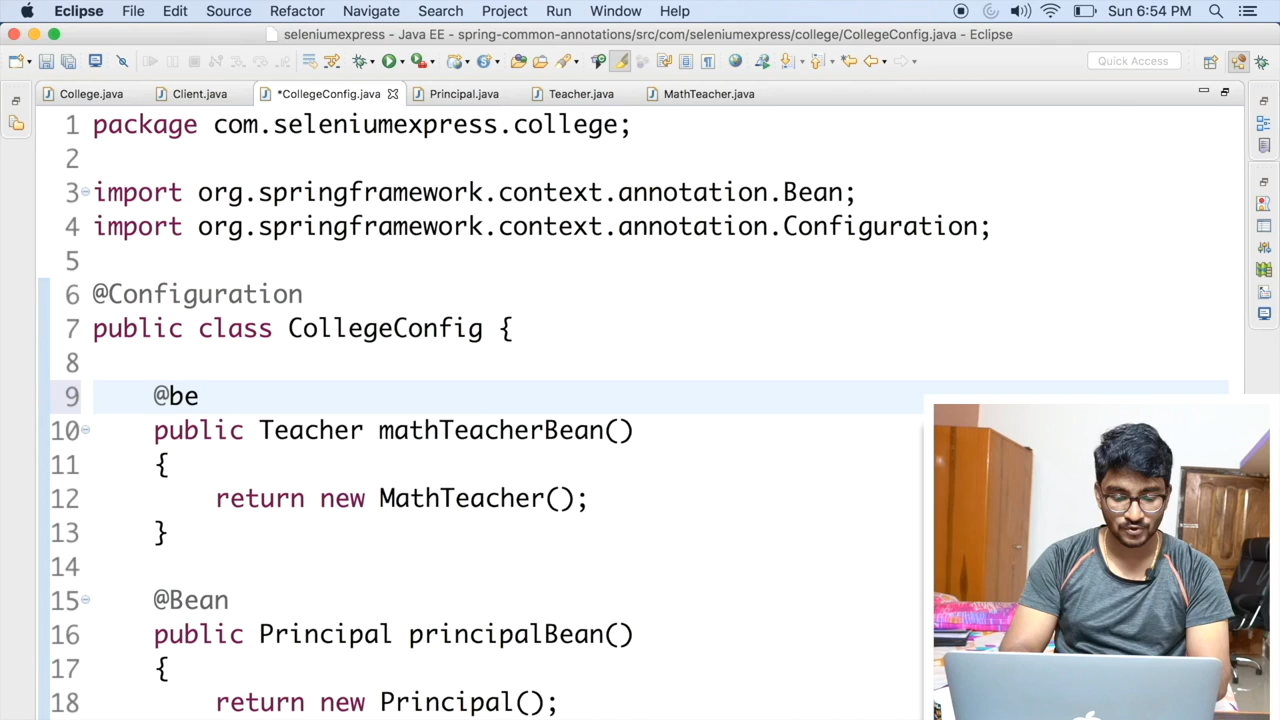 Eclipse File Edit Source Refactor Navigate Search Project Run Window Help Sun 6:54 PM
seleniumexpress - Java EE - spring-common-annotations/src/com/seleniumexpress/college/CollegeConfig.java - Eclipse
Quick Access
College.java Client.java *CollegeConfig.java Principal.java Teacher.java MathTeacher.java
1 package com.seleniumexpress.college;
2
3 import org.springframework.context.annotation.Bean;
4 import org.springframework.context.annotation.Configuration;
5
6 @Configuration
7 public class CollegeConfig {
8
9 @be
10 public Teacher mathTeacherBean()
11 {
12 return new MathTeacher();
13 }
14
15 @Bean
16 public Principal principalBean()
17 {
18 return new Principal();